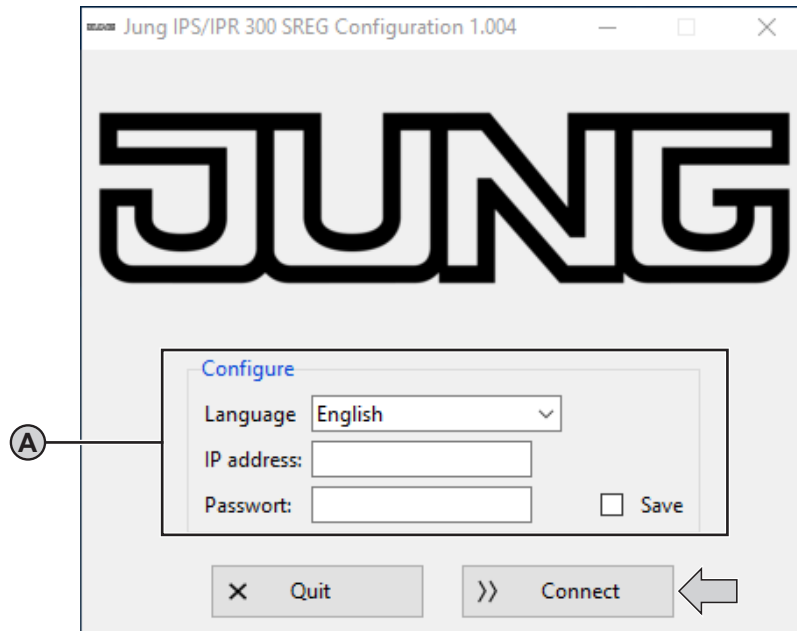 Jung IPS/IPR 300 SREG Configuration 1.004
JUNG
Configure
Language English
A
IP address:
Passwort: Save
Quit Connect